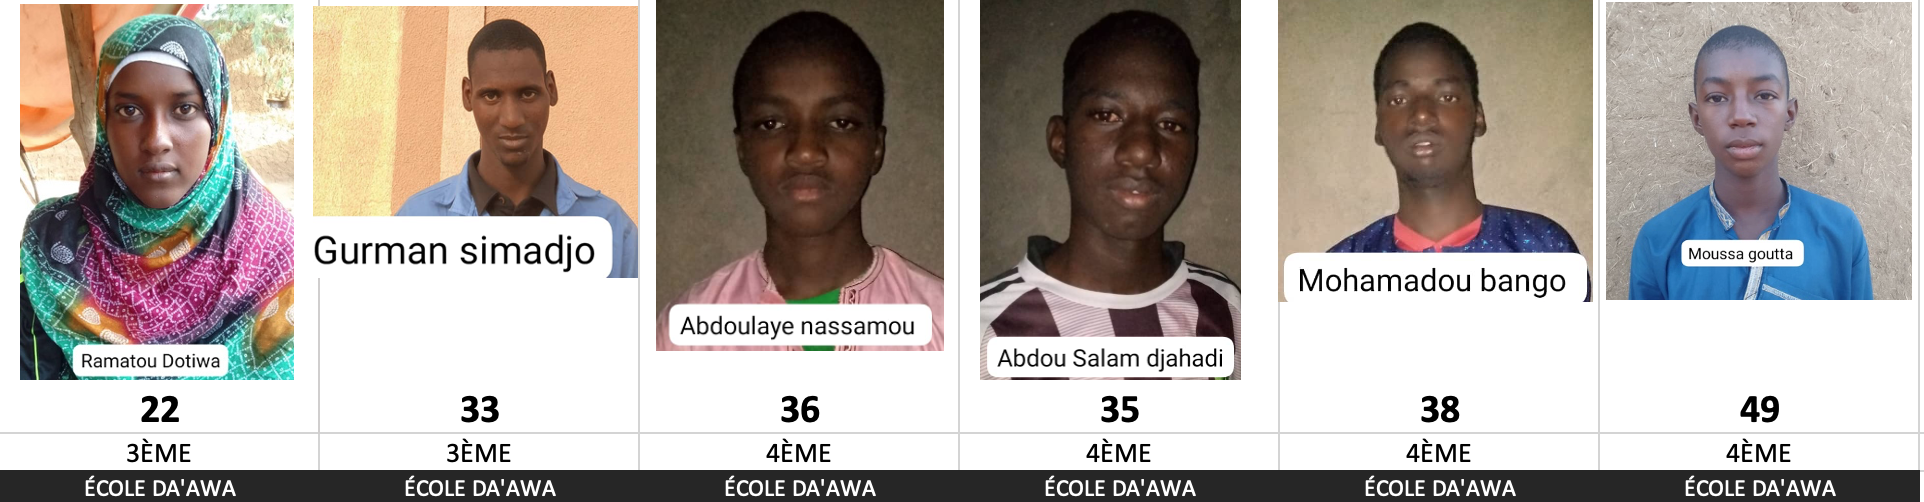 Ramatou Dotiwa
Gurman simadjo
Abdoulaye nassamou
Abdou Salam djahadi
Mohamadou bango
Moussa goutta
22 33 36 35 38 49
3ÈME 3ÈME 4ÈME 4ÈME 4ÈME 4ÈME
ÉCOLE DA'AWA ÉCOLE DA'AWA ÉCOLE DA'AWA ÉCOLE DA'AWA ÉCOLE DA'AWA ÉCOLE DA'AWA